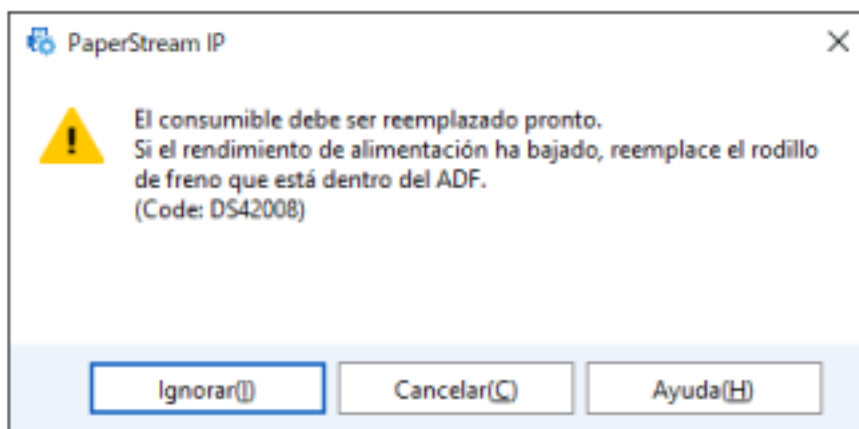 PaperStream IP
El consumible debe ser reemplazado pronto.
Si el rendimiento de alimentación ha bajado, reemplace el rodillo
de freno que está dentro del ADF.
(Code: DS42008)
Ignorar(I) Cancelar(C) Ayuda(H)